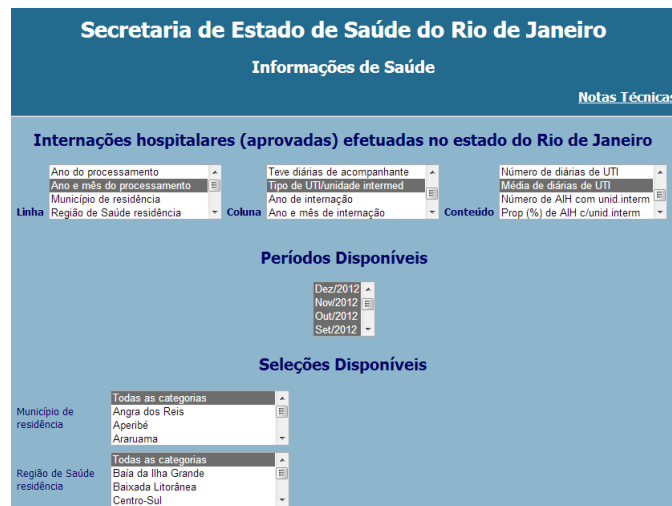 Secretaria de Estado de Saúde do Rio de Janeiro
Informações de Saúde
Notas Técnicas
Internações hospitalares (aprovadas) efetuadas no estado do Rio de Janeiro
Linha
Ano do processamento
Ano e mês do processamento
Município de residência
Região de Saúde residência
Coluna
Teve diárias de acompanhante
Tipo de UTI/unidade intermed
Ano de internação
Ano e mês de internação
Conteúdo
Número de diárias de UTI
Média de diárias de UTI
Número de AIH com unid.interm
Prop (%) de AIH c/unid.interm
Períodos Disponíveis
Dez/2012
Nov/2012
Out/2012
Set/2012
Seleções Disponíveis
Município de
residência
Todas as categorias
Angra dos Reis
Aperibé
Araruama
Região de Saúde
residência
Todas as categorias
Baía da Ilha Grande
Baixada Litorânea
Centro-Sul